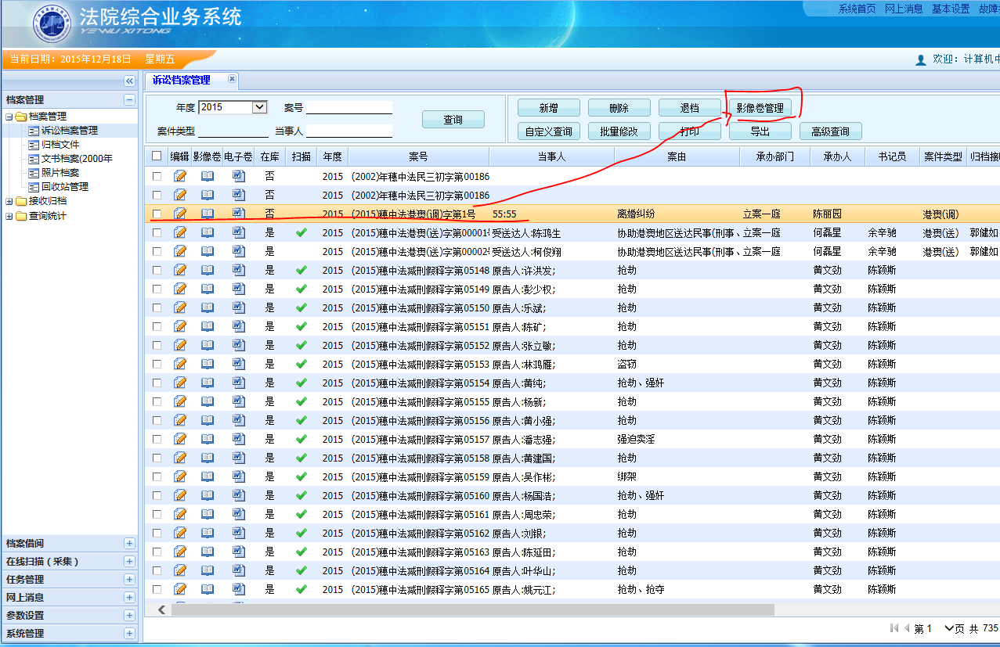 法院综合业务系统
YEWU XITONG
系统首页 网上消息 基本设置 故障
当前日期：2015年12月18日 星期五
欢迎：计算机中
诉讼档案管理
档案管理
档案管理
诉讼档案管理
归档文件
文书档案(2000年
照片档案
回收站管理
接收归档
查询统计
档案借阅
在线扫描（采集）
任务管理
网上消息
参数设置
系统管理
年度 2015 案号
案件类型 当事人
查询
新增 删除 退档 影像卷管理
自定义查询 批量修改 打印 导出 高级查询
编辑 影像卷 电子卷 在库 扫描 年度 案号 当事人 案由 承办部门 承办人 书记员 案件类型 归档接
否 2015 (2002)年穗中法民三初字第00186
否 2015 (2002)年穗中法民三初字第00186
否 2015 (2015)穗中法港澳(调)字第1号 55:55 离婚纠纷 立案一庭 陈丽园 港澳(调)
是 2015 (2015)穗中法港澳(送)字第00001号 受送达人:陈鸿生 协助港澳地区送达民事(刑事、 立案一庭 何磊星 余辛驰 港澳(送) 郭健如
是 2015 (2015)穗中法港澳(送)字第00002号 受送达人:柯俊翔 协助港澳地区送达民事(刑事、 立案一庭 何磊星 余辛驰 港澳(送) 郭健如
是 2015 (2015)穗中法减刑假释字第05148 原告人:许洪发; 抢劫 黄文劲 陈颖斯
是 2015 (2015)穗中法减刑假释字第05149 原告人:彭少权; 抢劫 黄文劲 陈颖斯
是 2015 (2015)穗中法减刑假释字第05150 原告人:乐斌; 抢劫 黄文劲 陈颖斯
是 2015 (2015)穗中法减刑假释字第05151 原告人:陈矿; 抢劫 黄文劲 陈颖斯
是 2015 (2015)穗中法减刑假释字第05152 原告人:张立敏; 抢劫 黄文劲 陈颖斯
是 2015 (2015)穗中法减刑假释字第05153 原告人:林鸿雁; 盗窃 黄文劲 陈颖斯
是 2015 (2015)穗中法减刑假释字第05154 原告人:黄纯; 抢劫、强奸 黄文劲 陈颖斯
是 2015 (2015)穗中法减刑假释字第05155 原告人:杨新; 抢劫 黄文劲 陈颖斯
是 2015 (2015)穗中法减刑假释字第05156 原告人:黄小强; 抢劫 黄文劲 陈颖斯
是 2015 (2015)穗中法减刑假释字第05157 原告人:潘志强; 强迫卖淫 黄文劲 陈颖斯
是 2015 (2015)穗中法减刑假释字第05158 原告人:黄建国; 抢劫 黄文劲 陈颖斯
是 2015 (2015)穗中法减刑假释字第05159 原告人:吴作彬; 绑架 黄文劲 陈颖斯
是 2015 (2015)穗中法减刑假释字第05160 原告人:杨国浩; 抢劫、强奸 黄文劲 陈颖斯
是 2015 (2015)穗中法减刑假释字第05161 原告人:周忠荣; 抢劫 黄文劲 陈颖斯
是 2015 (2015)穗中法减刑假释字第05162 原告人:刘银; 抢劫 黄文劲 陈颖斯
是 2015 (2015)穗中法减刑假释字第05163 原告人:陈延田; 抢劫 黄文劲 陈颖斯
是 2015 (2015)穗中法减刑假释字第05164 原告人:叶华山; 抢劫 黄文劲 陈颖斯
是 2015 (2015)穗中法减刑假释字第05165 原告人:姚元江; 抢劫、抢夺 黄文劲 陈颖斯
第 1 页 共 735